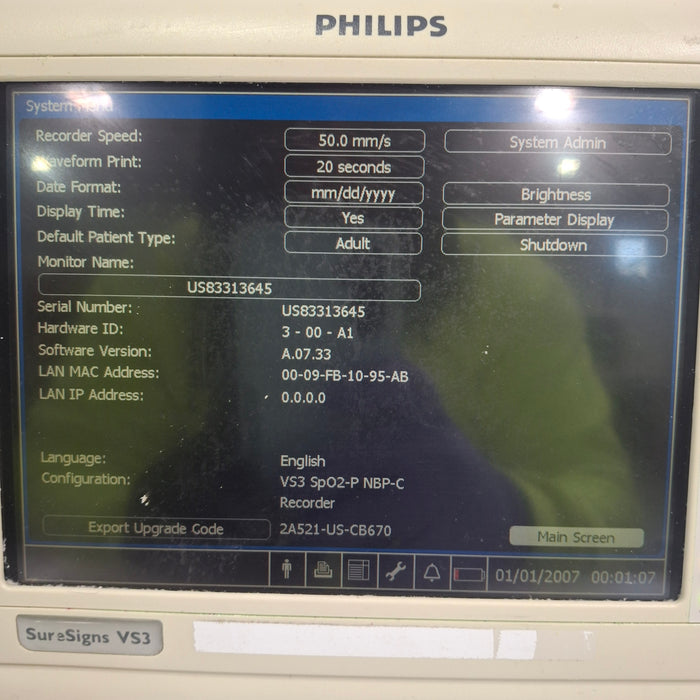 PHILIPS
System Menu
Recorder Speed: 50.0 mm/s System Admin
Waveform Print: 20 seconds
Date Format: mm/dd/yyyy Brightness
Display Time: Yes Parameter Display
Default Patient Type: Adult Shutdown
Monitor Name:
US83313645
Serial Number: US83313645
Hardware ID: 3 - 00 - A1
Software Version: A.07.33
LAN MAC Address: 00-09-FB-10-95-AB
LAN IP Address: 0.0.0.0
Language: English
Configuration: VS3 SpO2-P NBP-C
Recorder
Export Upgrade Code 2A521-US-CB670 Main Screen
01/01/2007 00:01:07
SureSigns VS3